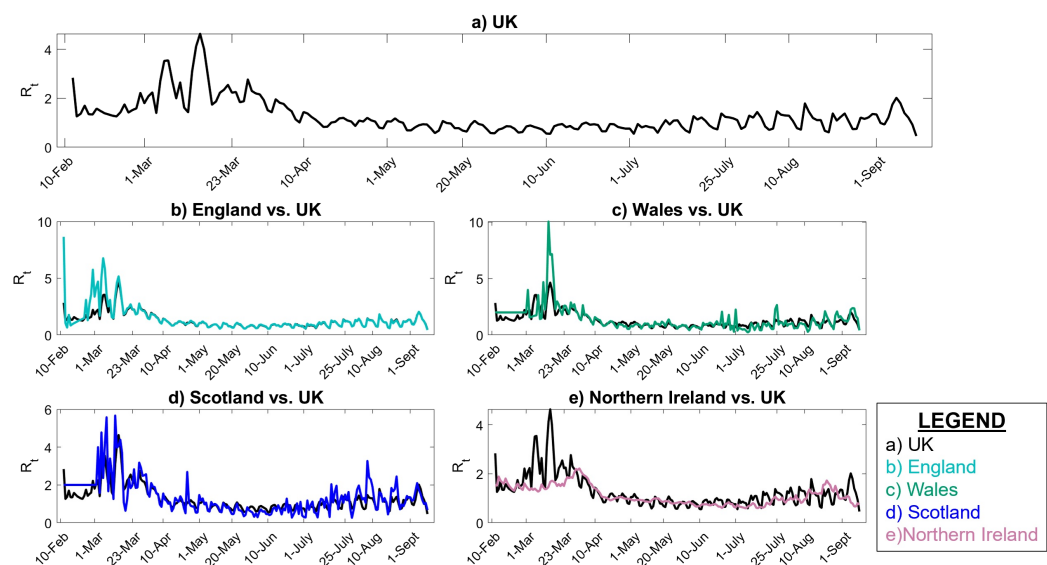 a) UK
4
2
0
R_t
10-Feb 1-Mar 23-Mar 10-Apr 1-May 20-May 10-Jun 1-July 25-July 10-Aug 1-Sept
b) England vs. UK
10
5
0
R_t
10-Feb 1-Mar 23-Mar 10-Apr 1-May 20-May 10-Jun 1-July 25-July 10-Aug 1-Sept
c) Wales vs. UK
10
5
0
R_t
10-Feb 1-Mar 23-Mar 10-Apr 1-May 20-May 10-Jun 1-July 25-July 10-Aug 1-Sept
d) Scotland vs. UK
6
4
2
0
R_t
10-Feb 1-Mar 23-Mar 10-Apr 1-May 20-May 10-Jun 1-July 25-July 10-Aug 1-Sept
e) Northern Ireland vs. UK
4
2
0
R_t
10-Feb 1-Mar 23-Mar 10-Apr 1-May 20-May 10-Jun 1-July 25-July 10-Aug 1-Sept
LEGEND
a) UK
b) England
c) Wales
d) Scotland
e)Northern Ireland